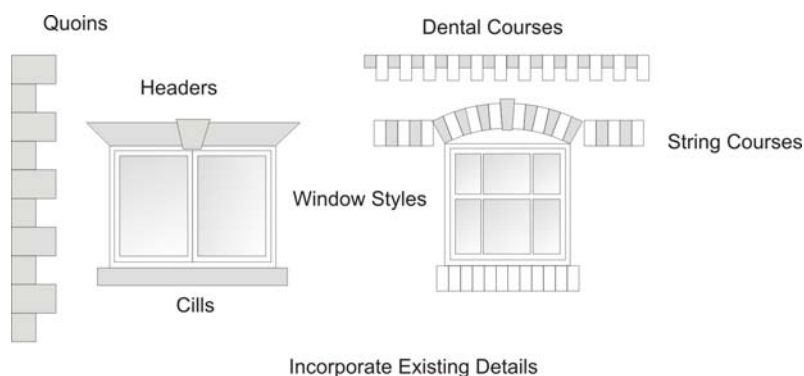 Quoins
Dental Courses
Headers
String Courses
Window Styles
Cills
Incorporate Existing Details